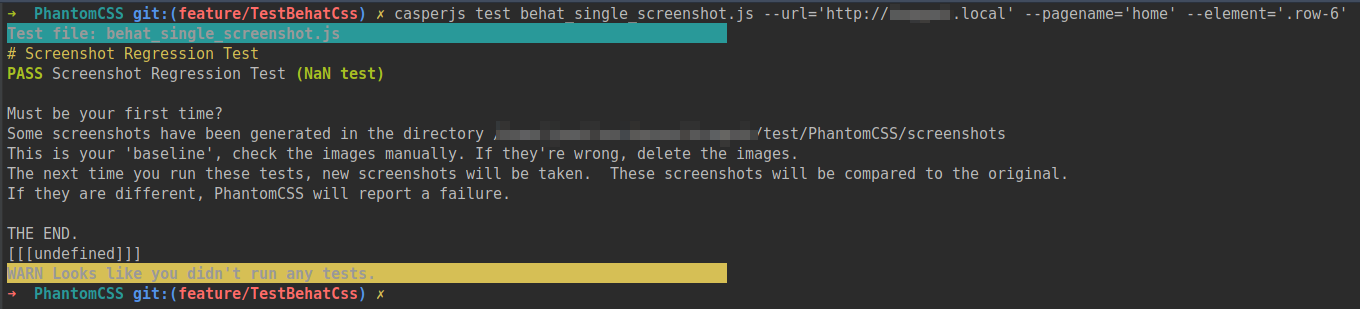 ➜ PhantomCSS git:(feature/TestBehatCss) ✗ casperjs test behat_single_screenshot.js --url='http:// .local' --pagename='home' --element='.row-6'
Test file: behat_single_screenshot.js
# Screenshot Regression Test
PASS Screenshot Regression Test (NaN test)
Must be your first time?
Some screenshots have been generated in the directory / /test/PhantomCSS/screenshots
This is your 'baseline', check the images manually. If they're wrong, delete the images.
The next time you run these tests, new screenshots will be taken.  These screenshots will be compared to the original.
If they are different, PhantomCSS will report a failure.
THE END.
[[[undefined]]]
WARN Looks like you didn't run any tests.
➜ PhantomCSS git:(feature/TestBehatCss) ✗